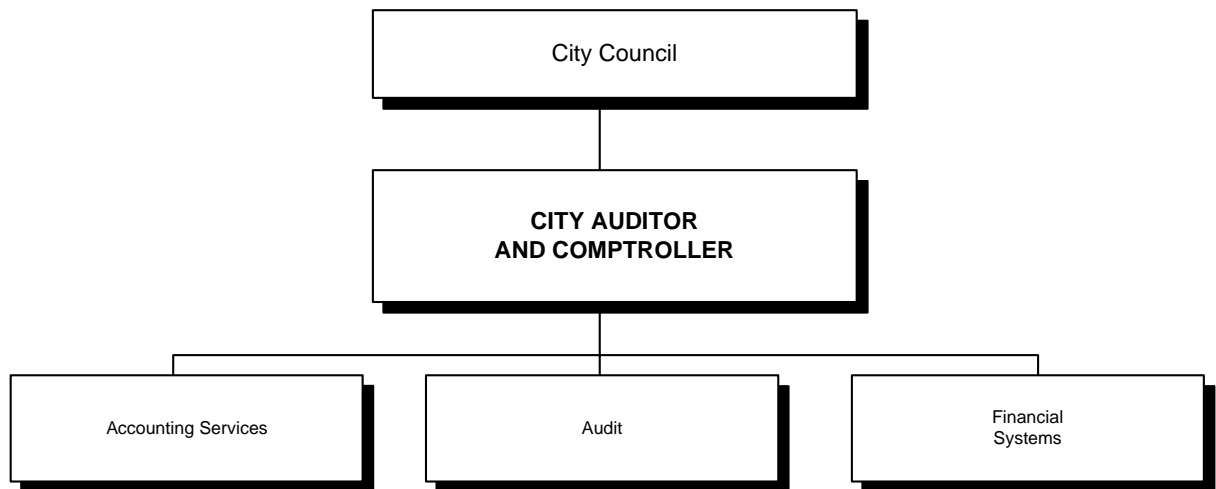 City Council
CITY AUDITOR
AND COMPTROLLER
Accounting Services
Audit
Financial
Systems